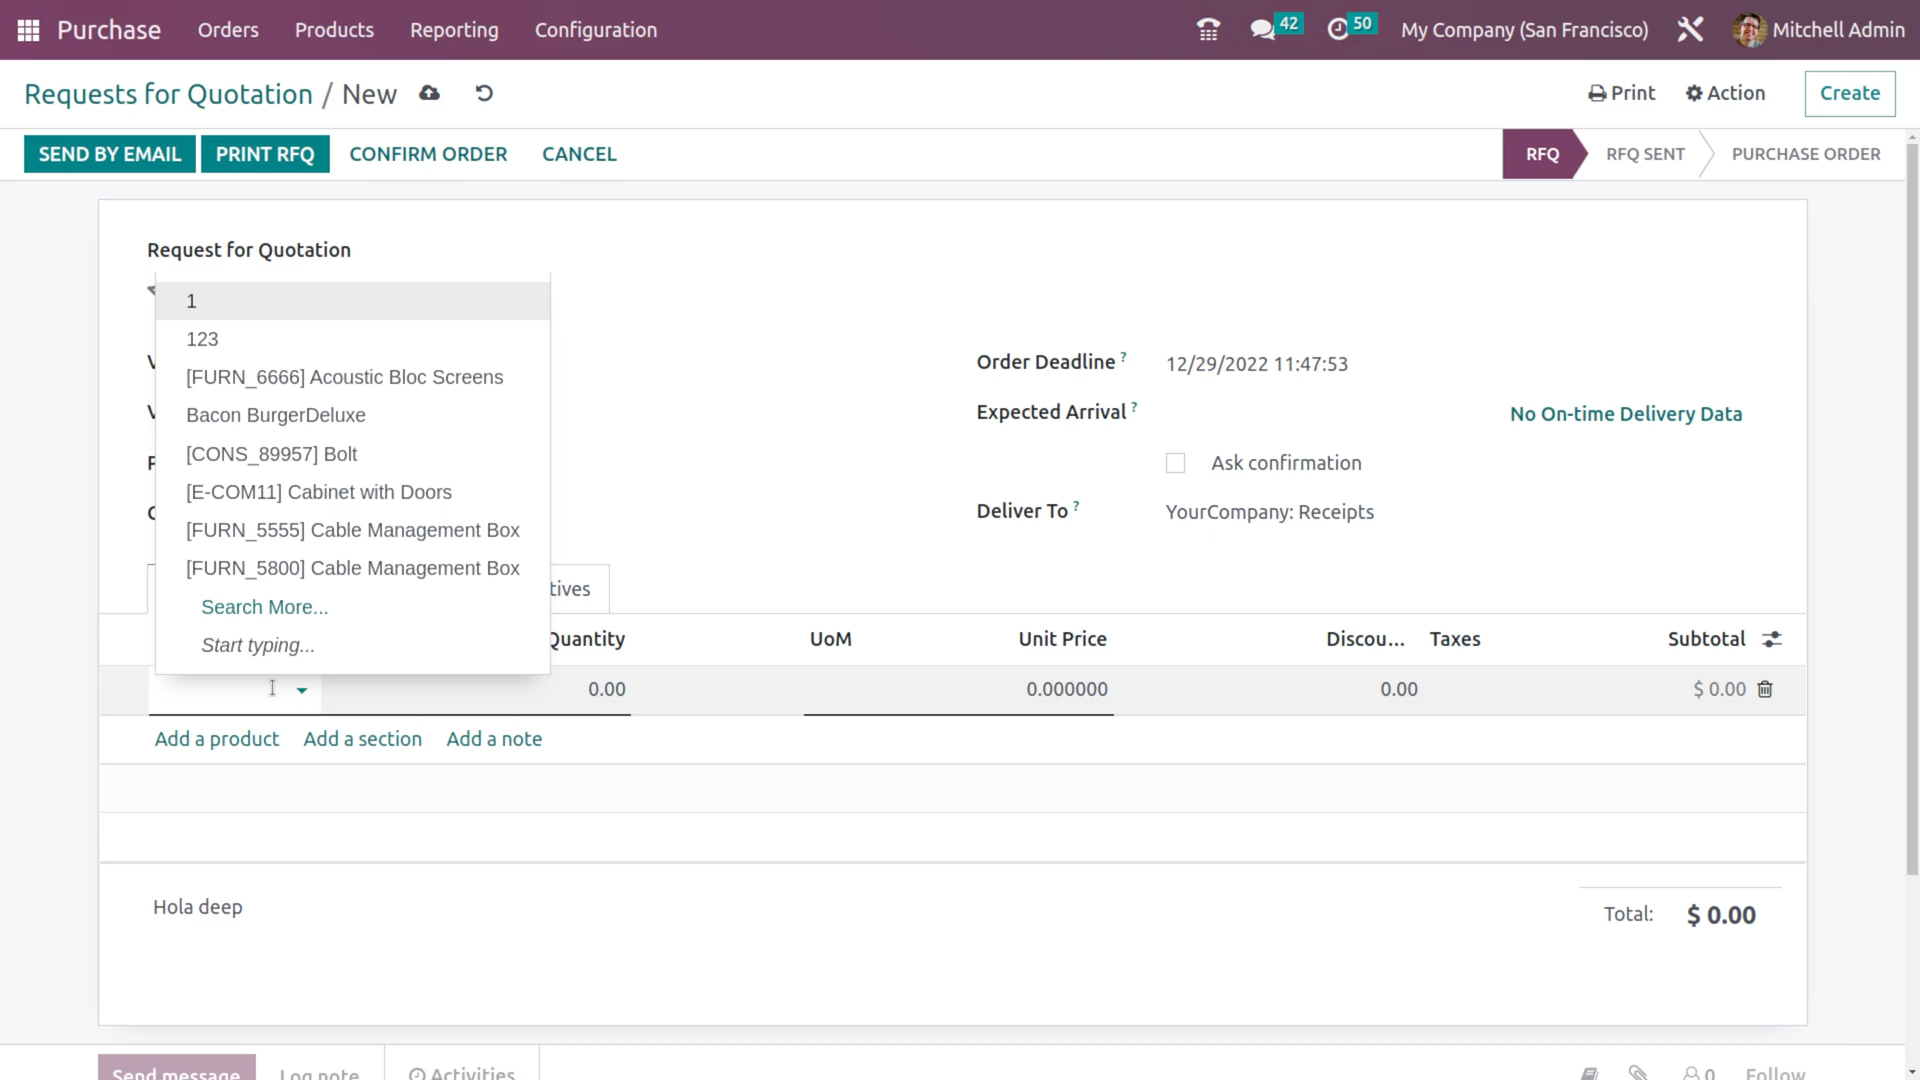 Purchase Orders Products Reporting Configuration 42 50 My Company (San Francisco) Mitchell Admin
Requests for Quotation / New Print Action Create
SEND BY EMAIL PRINT RFQ CONFIRM ORDER CANCEL RFQ RFQ SENT PURCHASE ORDER
Request for Quotation
1
123
[FURN_6666] Acoustic Bloc Screens
Bacon BurgerDeluxe
[CONS_89957] Bolt
[E-COM11] Cabinet with Doors
[FURN_5555] Cable Management Box
[FURN_5800] Cable Management Box
Search More...
Start typing...
Order Deadline ? 12/29/2022 11:47:53
Expected Arrival ? No On-time Delivery Data
Ask confirmation
Deliver To ? YourCompany: Receipts
tives
Quantity UoM Unit Price Discou... Taxes Subtotal
0.00 0.000000 0.00 $ 0.00
Add a product Add a section Add a note
Hola deep
Total: $ 0.00
Send message Log note Activities 0 Follow